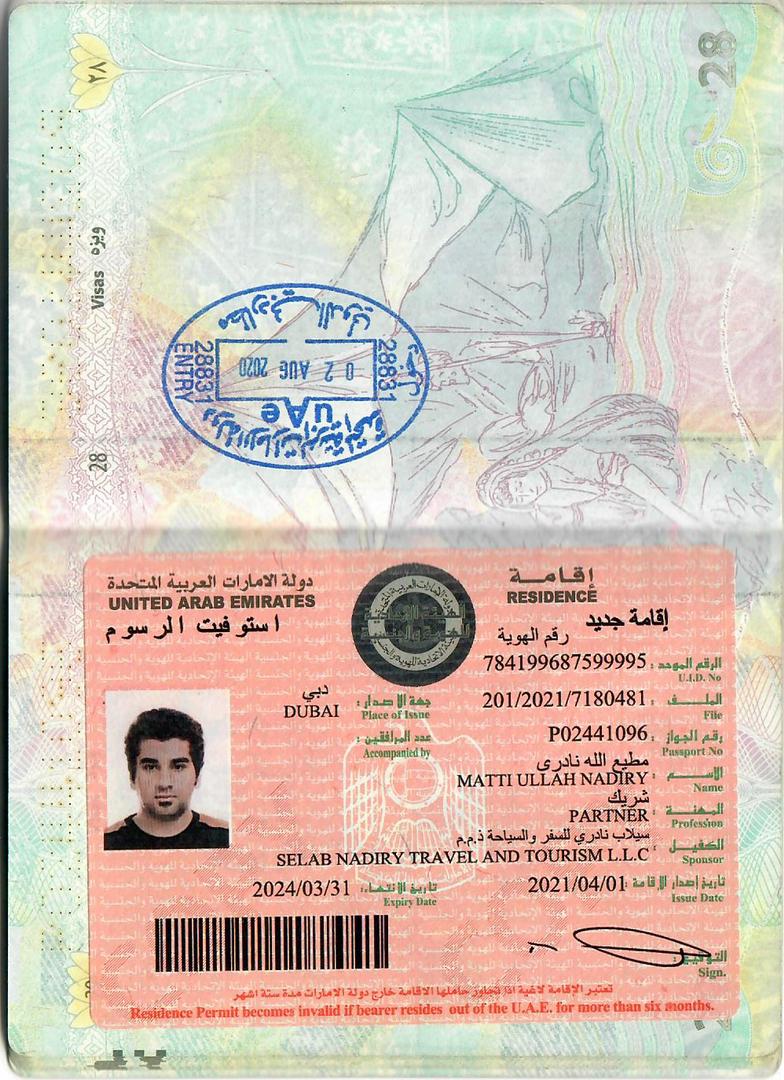 28
٢٨
Visas ویزه
28
28831
ENTRY
0 2 AUG 2020
28831
UAE
دولة الامارات العربية المتحدة
UNITED ARAB EMIRATES
استوفيت الرسوم
إقامة
RESIDENCE
إقامة جديد
رقم الهوية
784199687599995 : الرقم الموحد
U.I.D. No
دبي
DUBAI
جهة الاصدار :
Place of Issue
201/2021/7180481 : الملف
File
عدد المرافقين :
Accompanied by
P02441096 : رقم الجواز
Passport No
مطيع الله نادرى
MATTI ULLAH NADIRY
الاسم :
Name
شريك
PARTNER
المهنة :
Profession
سيلاب نادري للسفر والسياحة ذ.م.م
SELAB NADIRY TRAVEL AND TOURISM L.L.C
الكفيل :
Sponsor
2024/03/31 تاريخ الانتهاء :
Expiry Date
2021/04/01 تاريخ إصدار الإقامة :
Issue Date
التوقيع :
Sign.
تعتبر الإقامة لاغية اذا تجاوز حاملها الاقامة خارج دولة الامارات مدة ستة اشهر
Residence Permit becomes invalid if bearer resides out of the U.A.E. for more than six months.